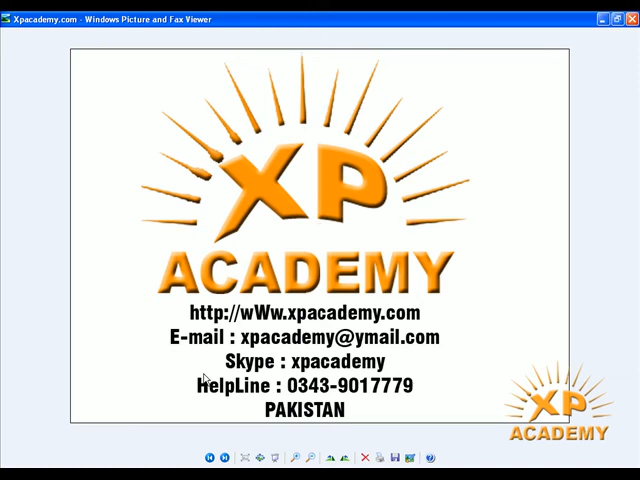 Xpacademy.com - Windows Picture and Fax Viewer
XP
ACADEMY
http://wWw.xpacademy.com
E-mail : xpacademy@ymail.com
Skype : xpacademy
HelpLine : 0343-9017779
PAKISTAN
XP
ACADEMY